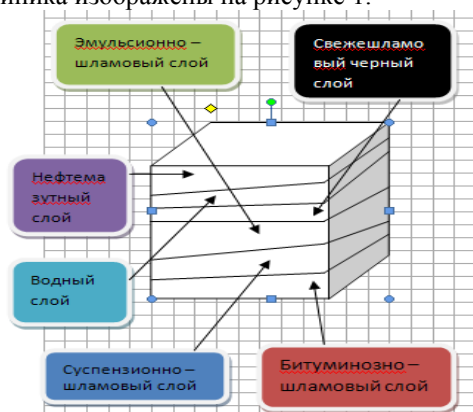 иника изображены на рисунке 1.
Эмульсионно –
шламовый слой
Свежешламо
вый черный
слой
Нефтема
зутный
слой
Водный
слой
Суспензионно –
шламовый слой
Битуминозно –
шламовый слой